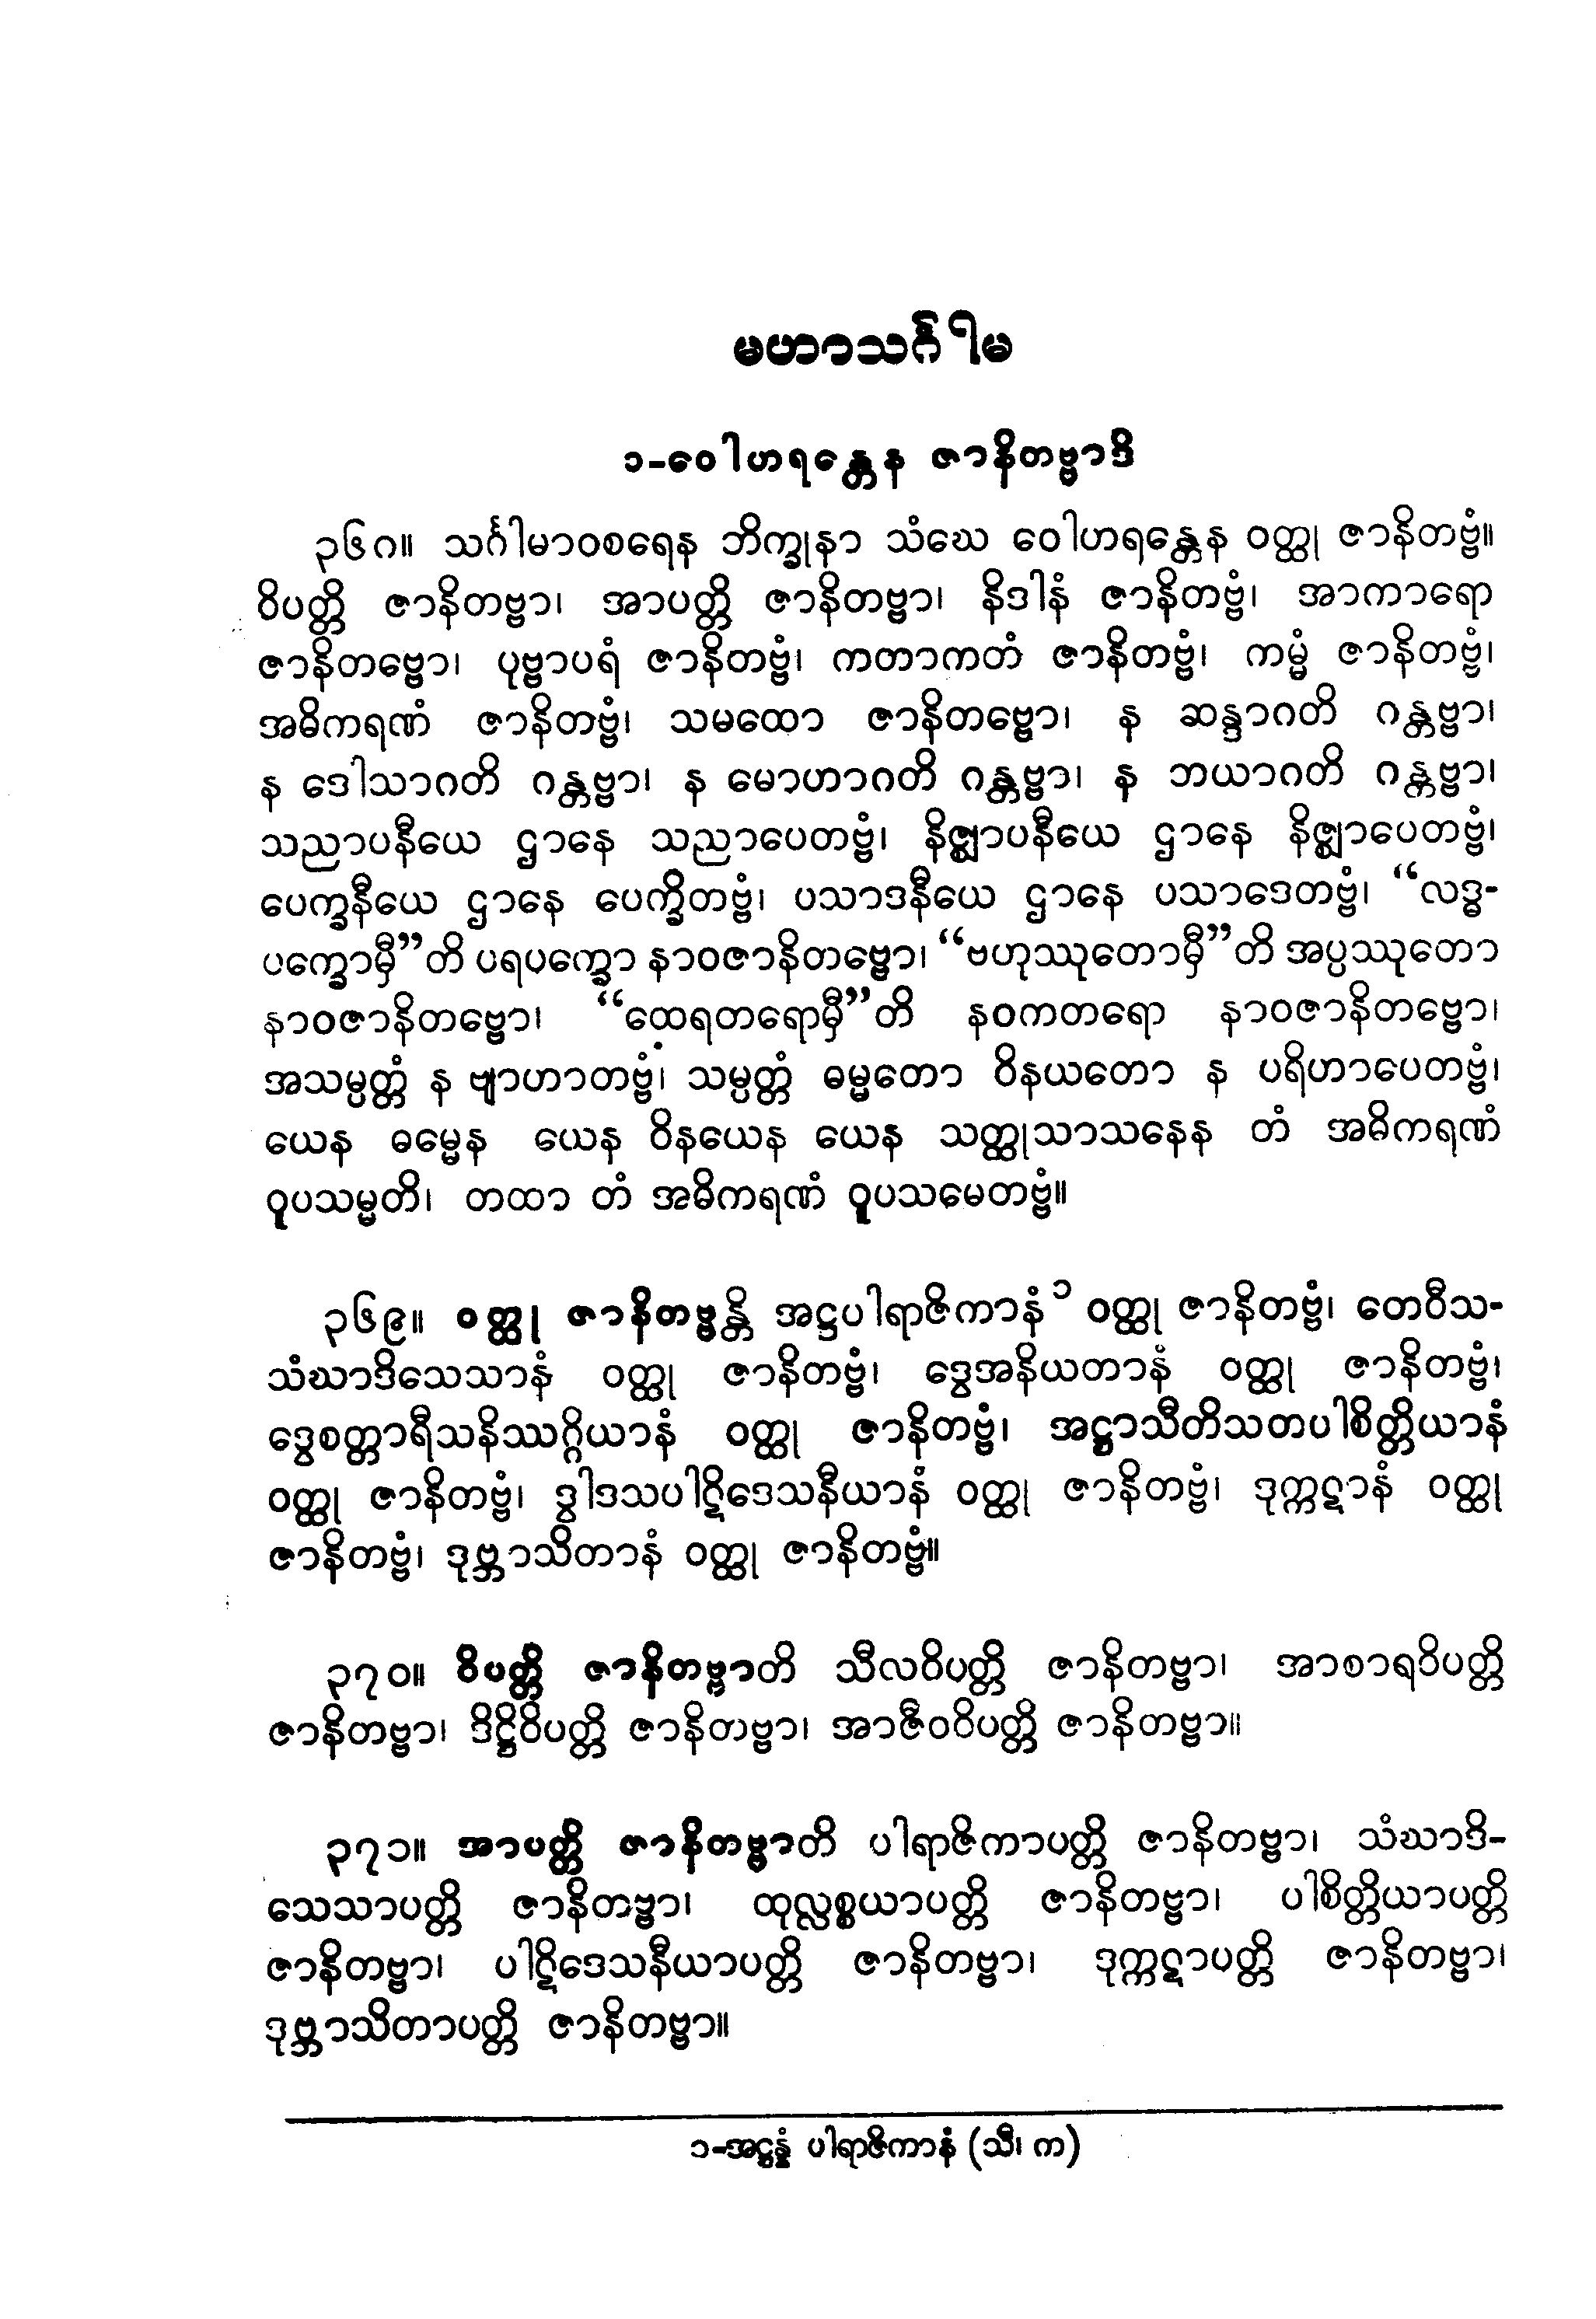 မဟာသင်္ဂါမ
၁-ဝေါဟရန္တေန ဇာနိတဗ္ဗာဒိ
၃၆၈။ သင်္ဂါမာဝစရေန ဘိက္ခုနာ သံဃေ ဝေါဟရန္တေန ဝတ္ထု ဇာနိတဗ္ဗံ။
ဝိပတ္တိ ဇာနိတဗ္ဗာ၊ အာပတ္တိ ဇာနိတဗ္ဗာ၊ နိဒါနံ ဇာနိတဗ္ဗံ၊ အာကာရော
ဇာနိတဗ္ဗော၊ ပုဗ္ဗာပရံ ဇာနိတဗ္ဗံ၊ ကတာကတံ ဇာနိတဗ္ဗံ၊ ကမ္မံ ဇာနိတဗ္ဗံ၊
အဓိကရဏံ ဇာနိတဗ္ဗံ၊ သမထော ဇာနိတဗ္ဗော၊ န ဆန္ဒာဂတိ ဂန္တဗ္ဗာ၊
န ဒေါသာဂတိ ဂန္တဗ္ဗာ၊ န မောဟာဂတိ ဂန္တဗ္ဗာ၊ န ဘယာဂတိ ဂန္တဗ္ဗာ၊
သညာပနီယေ ဌာနေ သညာပေတဗ္ဗံ၊ နိဇ္ဈာပနီယေ ဌာနေ နိဇ္ဈာပေတဗ္ဗံ၊
ပေက္ခနီယေ ဌာနေ ပေက္ခိတဗ္ဗံ၊ ပသာဒနီယေ ဌာနေ ပသာဒေတဗ္ဗံ၊ “လဒ္ဓ-
ပက္ခောမှီ”တိ ပရပက္ခော နာဝဇာနိတဗ္ဗော၊ “ဗဟုဿုတောမှီ”တိ အပ္ပဿုတော
နာဝဇာနိတဗ္ဗော၊ “ထေရတရောမှီ”တိ နဝကတရော နာဝဇာနိတဗ္ဗော၊
အသမ္ပတ္တံ န ဗျာဟာတဗ္ဗံ၊ သမ္ပတ္တံ ဓမ္မတော ဝိနယတော န ပရိဟာပေတဗ္ဗံ၊
ယေန ဓမ္မေန ယေန ဝိနယေန ယေန သတ္ထုသာသနေန တံ အဓိကရဏံ
ဝူပသမ္မတိ၊ တထာ တံ အဓိကရဏံ ဝူပသမေတဗ္ဗံ။
၃၆၉။ ဝတ္ထု ဇာနိတဗ္ဗန္တိ အဋ္ဌပါရာဇိကာနံ ၁ ဝတ္ထု ဇာနိတဗ္ဗံ၊ တေဝီသ-
သံဃာဒိသေသာနံ ဝတ္ထု ဇာနိတဗ္ဗံ၊ ဒွေအနိယတာနံ ဝတ္ထု ဇာနိတဗ္ဗံ၊
ဒွေစတ္တာရီသနိဿဂ္ဂိယာနံ ဝတ္ထု ဇာနိတဗ္ဗံ၊ အဋ္ဌာသီတိသတပါစိတ္တိယာနံ
ဝတ္ထု ဇာနိတဗ္ဗံ၊ ဒွါဒသပါဋိဒေသနီယာနံ ဝတ္ထု ဇာနိတဗ္ဗံ၊ ဒုက္ကဋာနံ ဝတ္ထု
ဇာနိတဗ္ဗံ၊ ဒုဗ္ဘာသိတာနံ ဝတ္ထု ဇာနိတဗ္ဗံ။
၃၇၀။ ဝိပတ္တိ ဇာနိတဗ္ဗာတိ သီလဝိပတ္တိ ဇာနိတဗ္ဗာ၊ အာစာရဝိပတ္တိ
ဇာနိတဗ္ဗာ၊ ဒိဋ္ဌိဝိပတ္တိ ဇာနိတဗ္ဗာ၊ အာဇီဝဝိပတ္တိ ဇာနိတဗ္ဗာ။
၃၇၁။ အာပတ္တိ ဇာနိတဗ္ဗာတိ ပါရာဇိကာပတ္တိ ဇာနိတဗ္ဗာ၊ သံဃာဒိ-
သေသာပတ္တိ ဇာနိတဗ္ဗာ၊ ထုလ္လစ္စယာပတ္တိ ဇာနိတဗ္ဗာ၊ ပါစိတ္တိယာပတ္တိ
ဇာနိတဗ္ဗာ၊ ပါဋိဒေသနီယာပတ္တိ ဇာနိတဗ္ဗာ၊ ဒုက္ကဋာပတ္တိ ဇာနိတဗ္ဗာ၊
ဒုဗ္ဘာသိတာပတ္တိ ဇာနိတဗ္ဗာ။
၁-အဋ္ဌန္နံ ပါရာဇိကာနံ (သီ၊ က)